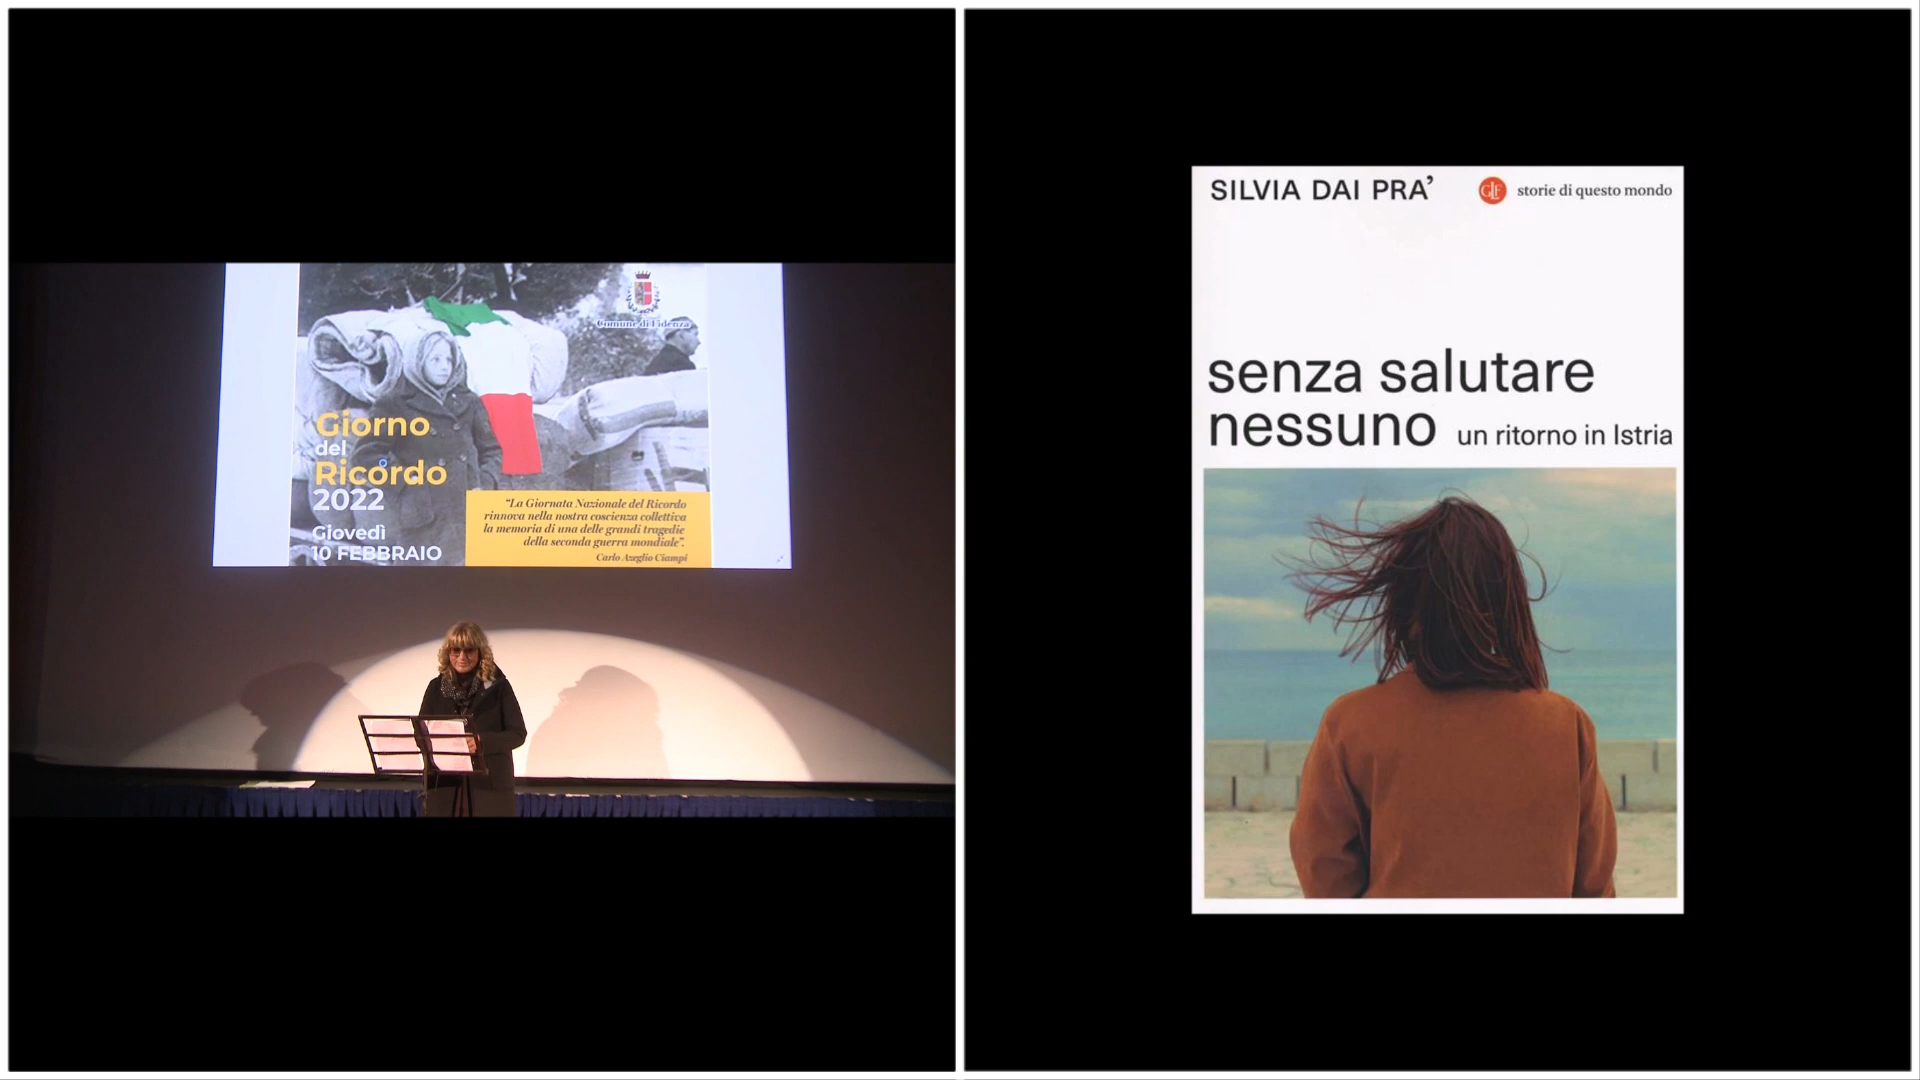 Comune di Fidenza
Giorno
del
Ricordo
2022
Giovedì
10 FEBBRAIO
“La Giornata Nazionale del Ricordo
rinnova nella nostra coscienza collettiva
la memoria di una delle grandi tragedie
della seconda guerra mondiale”.
Carlo Azeglio Ciampi
SILVIA DAI PRA’
GLF storie di questo mondo
senza salutare
nessuno un ritorno in Istria